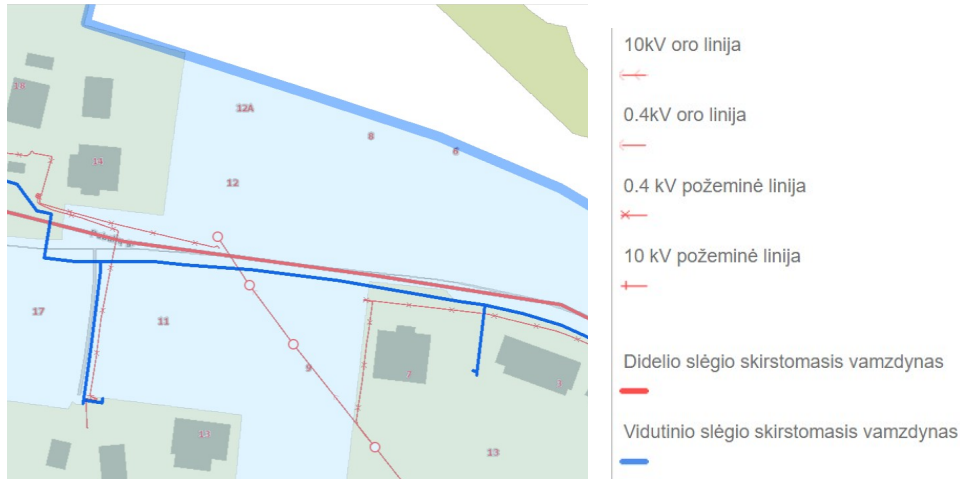 12A
8
6
16
14
12
17
11
9
7
13
13
10kV oro linija
0.4kV oro linija
0.4 kV požeminė linija
10 kV požeminė linija
Didelio slėgio skirstomasis vamzdynas
Vidutinio slėgio skirstomasis vamzdynas